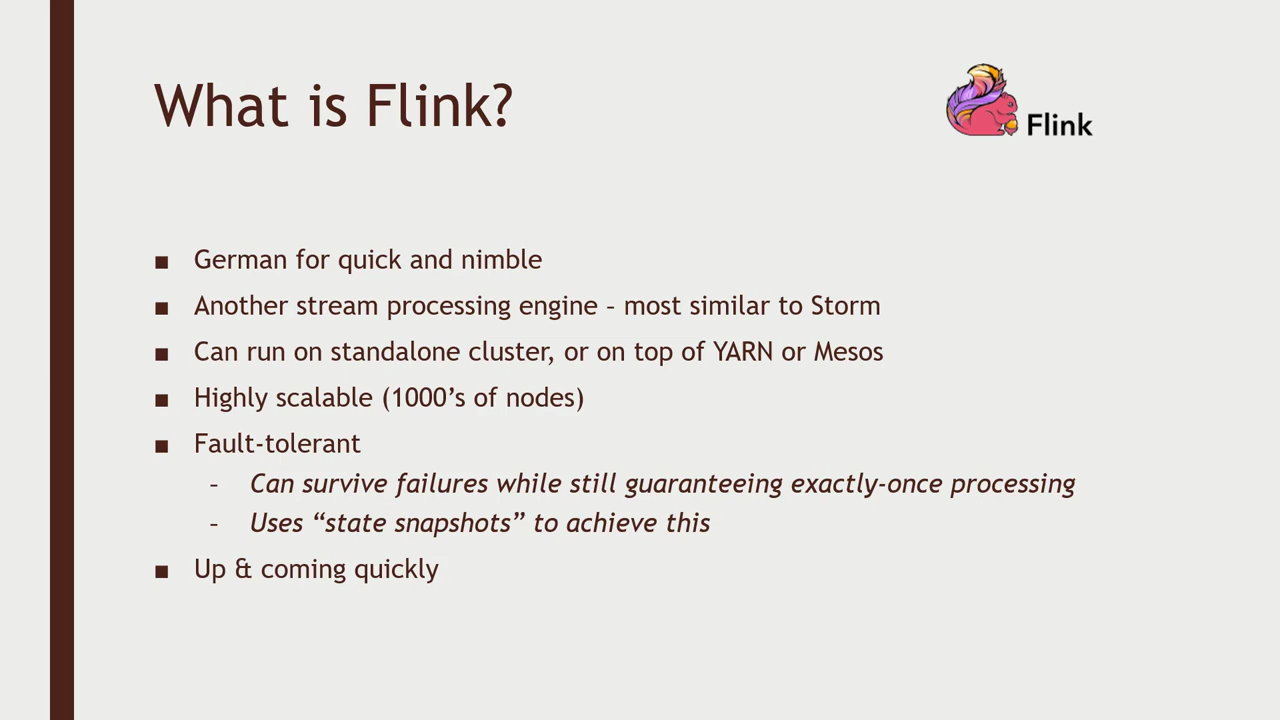 What is Flink?
Flink
■ German for quick and nimble
■ Another stream processing engine – most similar to Storm
■ Can run on standalone cluster, or on top of YARN or Mesos
■ Highly scalable (1000’s of nodes)
■ Fault-tolerant
– Can survive failures while still guaranteeing exactly-once processing
– Uses “state snapshots” to achieve this
■ Up & coming quickly